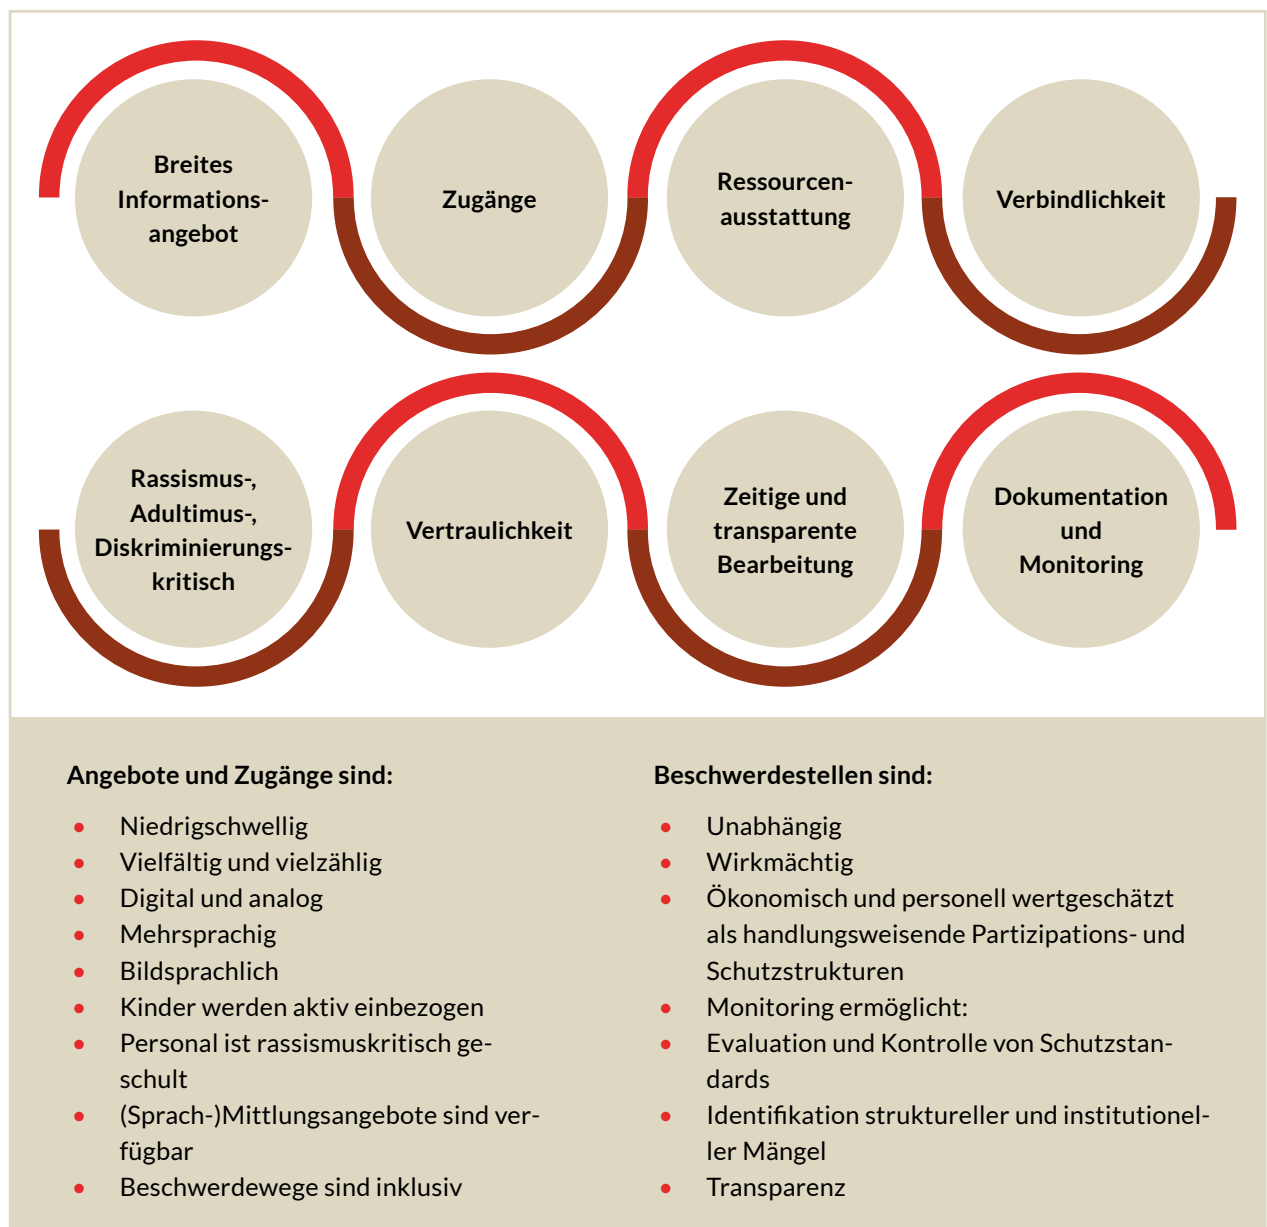 Breites
Informations-
angebot
Zugänge
Ressourcen-
ausstattung
Verbindlichkeit
Rassismus-,
Adultimus-,
Diskriminierungs-
kritisch
Vertraulichkeit
Zeitige und
transparente
Bearbeitung
Dokumentation
und
Monitoring
Angebote und Zugänge sind:
• Niedrigschwellig
• Vielfältig und vielzählig
• Digital und analog
• Mehrsprachig
• Bildsprachlich
• Kinder werden aktiv einbezogen
• Personal ist rassismuskritisch ge-
schult
• (Sprach-)Mittlungsangebote sind ver-
fügbar
• Beschwerdewege sind inklusiv
Beschwerdestellen sind:
• Unabhängig
• Wirkmächtig
• Ökonomisch und personell wertgeschätzt
als handlungsweisende Partizipations- und
Schutzstrukturen
• Monitoring ermöglicht:
• Evaluation und Kontrolle von Schutzstan-
dards
• Identifikation struktureller und institutionel-
ler Mängel
• Transparenz